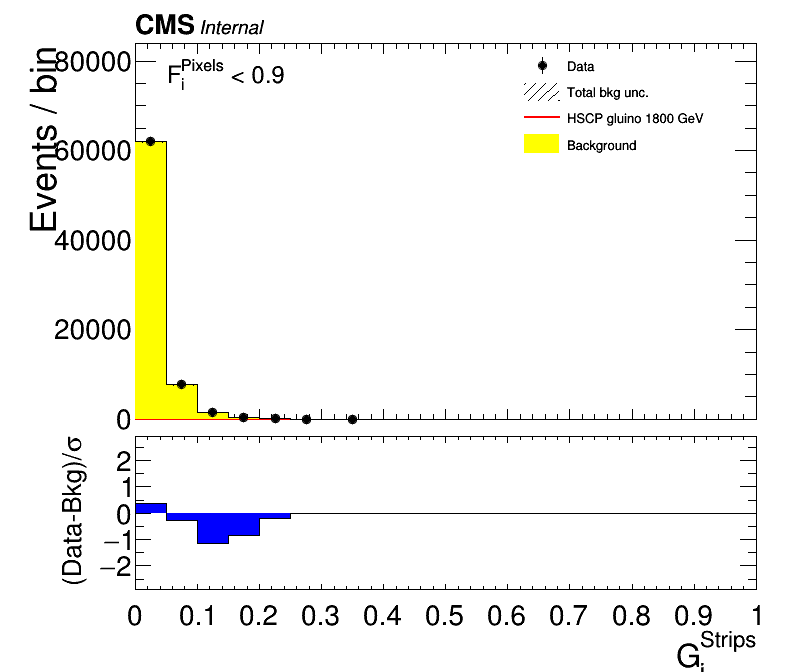 CMS Internal
Events / bin
80000
60000
40000
20000
0
F_i^Pixels < 0.9
Data
Total bkg unc.
HSCP gluino 1800 GeV
Background
(Data-Bkg)/σ
2
1
0
−1
−2
0 0.1 0.2 0.3 0.4 0.5 0.6 0.7 0.8 0.9 1
G_i^Strips